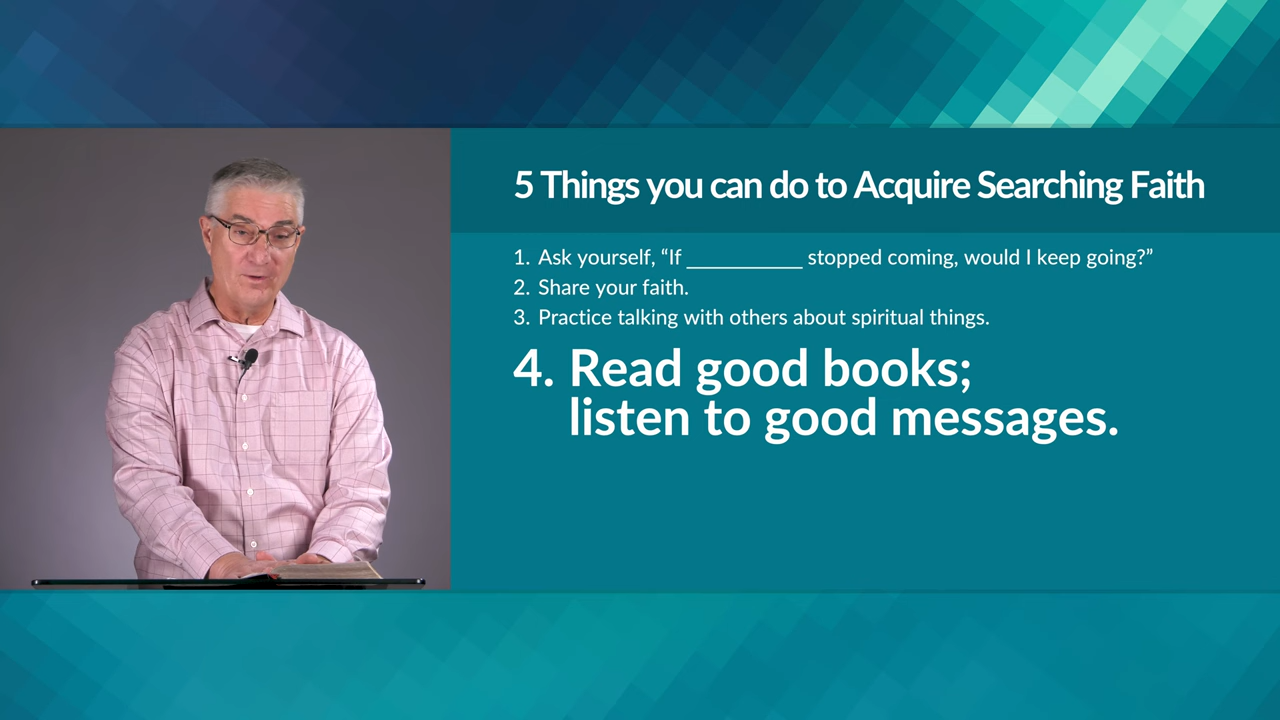 5 Things you can do to Acquire Searching Faith
1. Ask yourself, “If __________ stopped coming, would I keep going?”
2. Share your faith.
3. Practice talking with others about spiritual things.
4. Read good books;
listen to good messages.